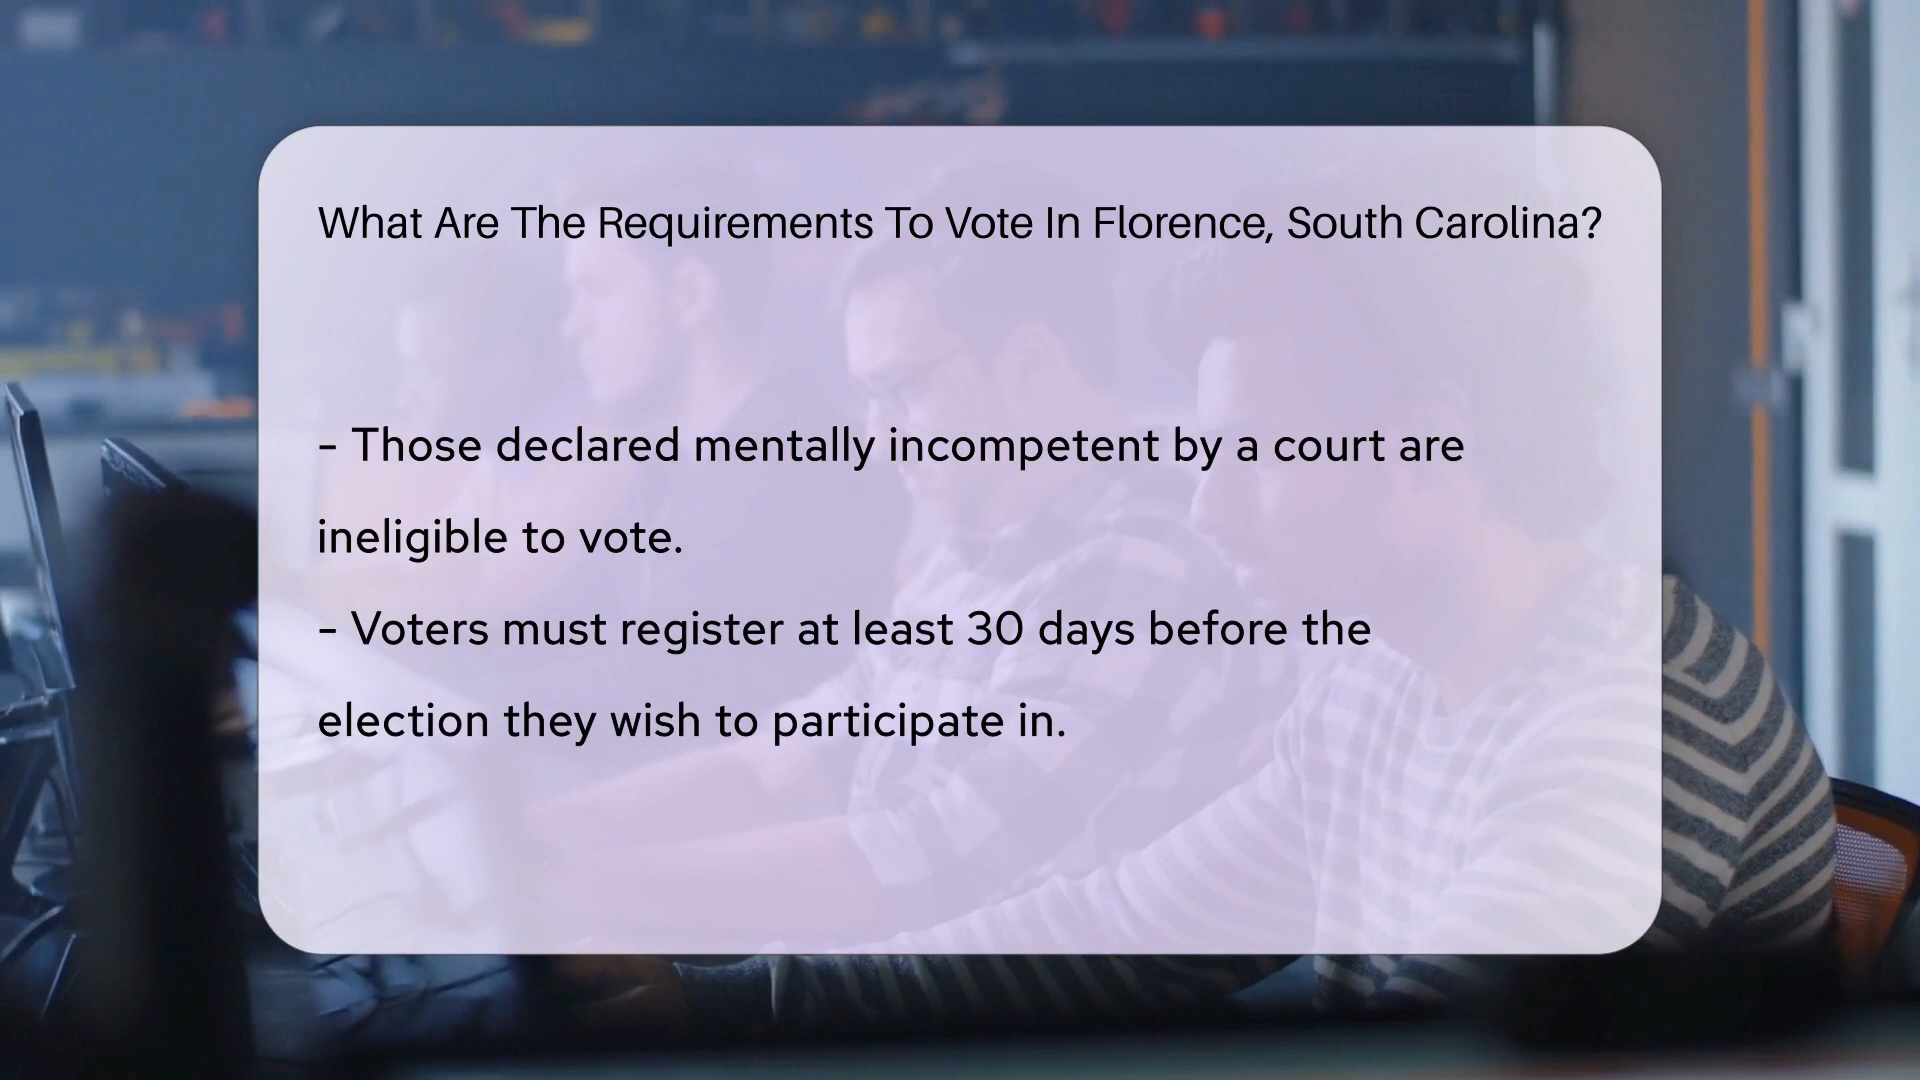 What Are The Requirements To Vote In Florence, South Carolina?
- Those declared mentally incompetent by a court are
ineligible to vote.
- Voters must register at least 30 days before the
election they wish to participate in.